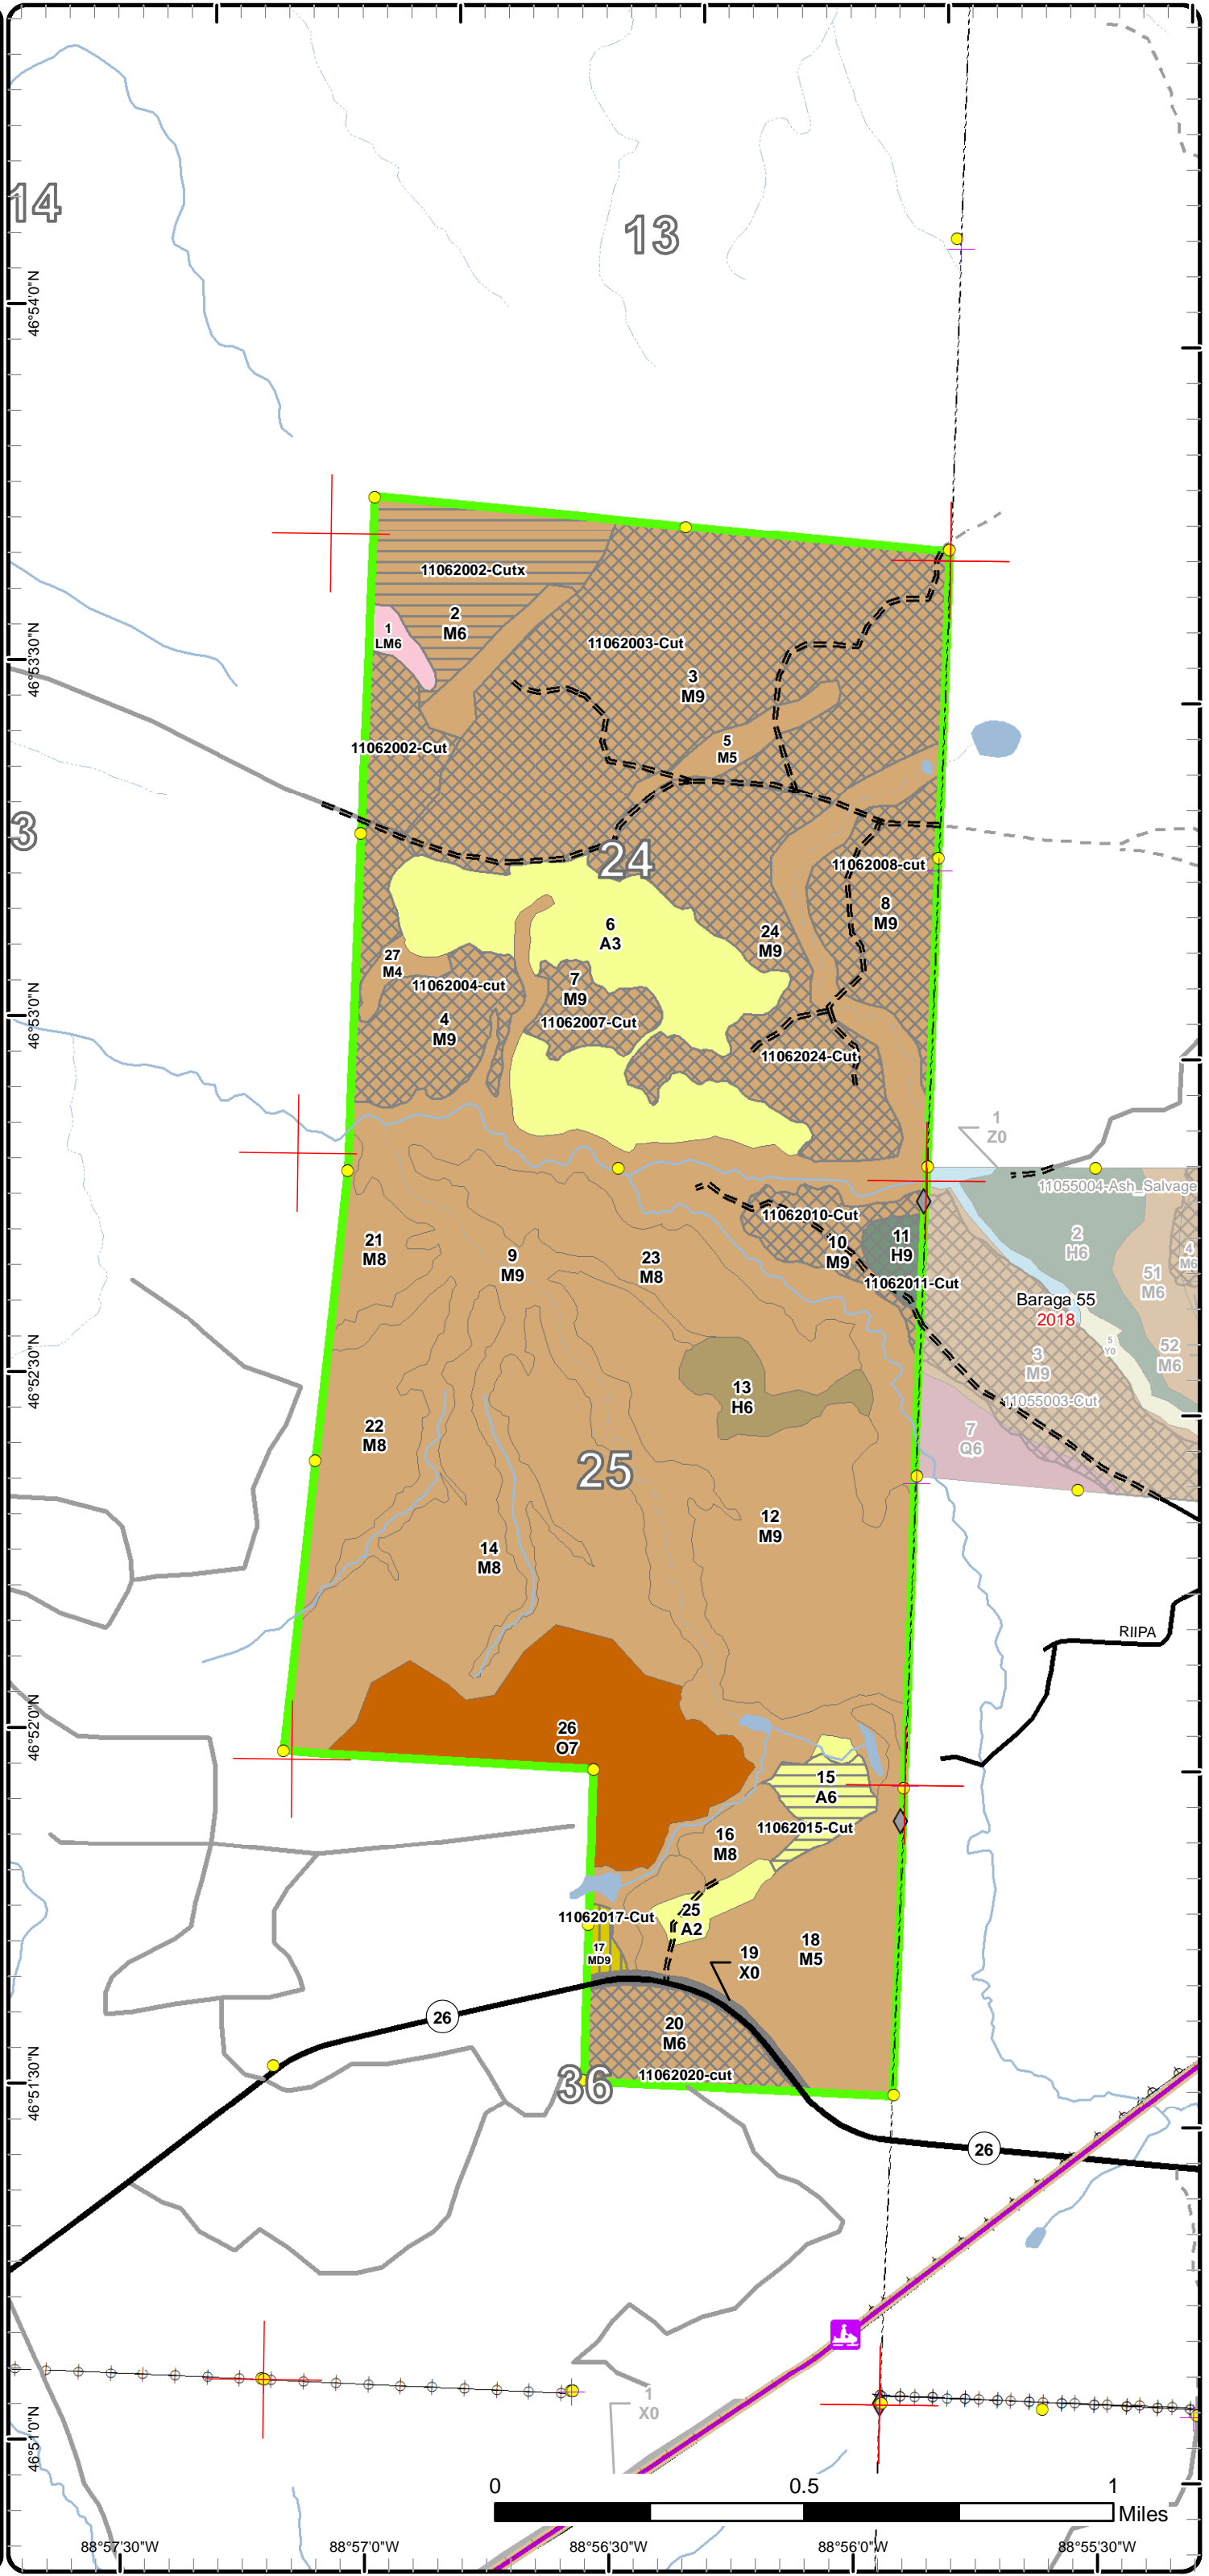 14
13
46°54'0"N
11062002-Cutx
2
M6
1
LM6
11062003-Cut
3
M9
46°53'30"N
11062002-Cut
5
M5
3
24
11062008-cut
8
M9
6
A3
24
M9
27
M4
11062004-cut
7
M9
4
M9
11062007-Cut
46°53'0"N
11062024-Cut
1
Z0
11055004-Ash_Salvage
11062010-Cut
10
M9
11
H9
11062011-Cut
2
H6
4
M6
51
M6
21
M8
9
M9
23
M8
Baraga 55
2018
5
Y0
52
M6
3
M9
11055003-Cut
46°52'30"N
13
H6
22
M8
7
Q6
25
12
M9
14
M8
RIIPA
46°52'0"N
26
O7
15
A6
11062015-Cut
16
M8
25
A2
11062017-Cut
17
MD9
18
M5
19
X0
26
20
M6
11062020-cut
36
46°51'30"N
26
1
X0
46°51'0"N
0
0.5
1
Miles
88°57'30"W
88°57'0"W
88°56'30"W
88°56'0"W
88°55'30"W